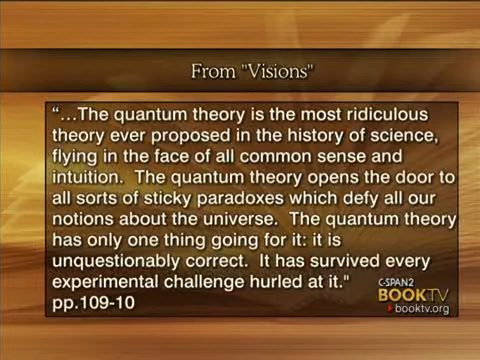 From "Visions"
“…The quantum theory is the most ridiculous
theory ever proposed in the history of science,
flying in the face of all common sense and
intuition.  The quantum theory opens the door to
all sorts of sticky paradoxes which defy all our
notions about the universe.  The quantum theory
has only one thing going for it: it is
unquestionably correct.  It has survived every
experimental challenge hurled at it."
pp.109-10
C-SPAN2
BOOKTV
booktv.org